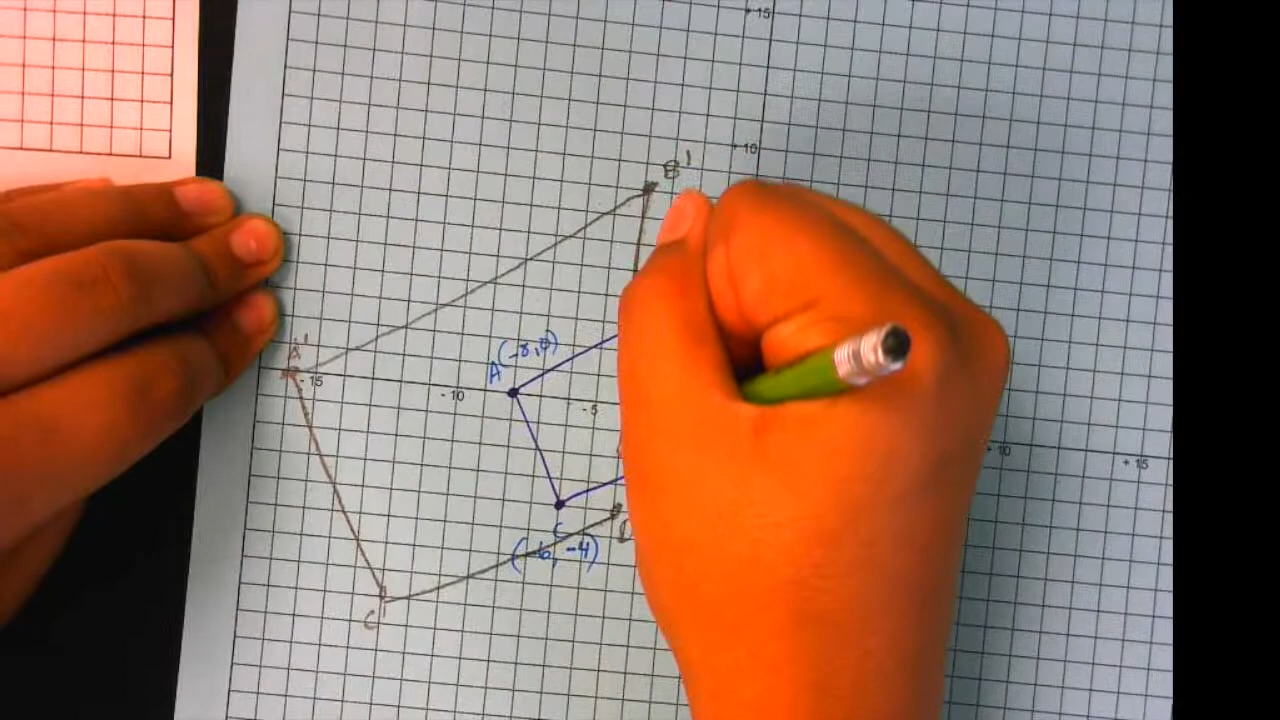 +15
+10
B'
A'
-15
A(-8,0)
-10
-5
+10
+15
C
(-6,-4)
D
C'